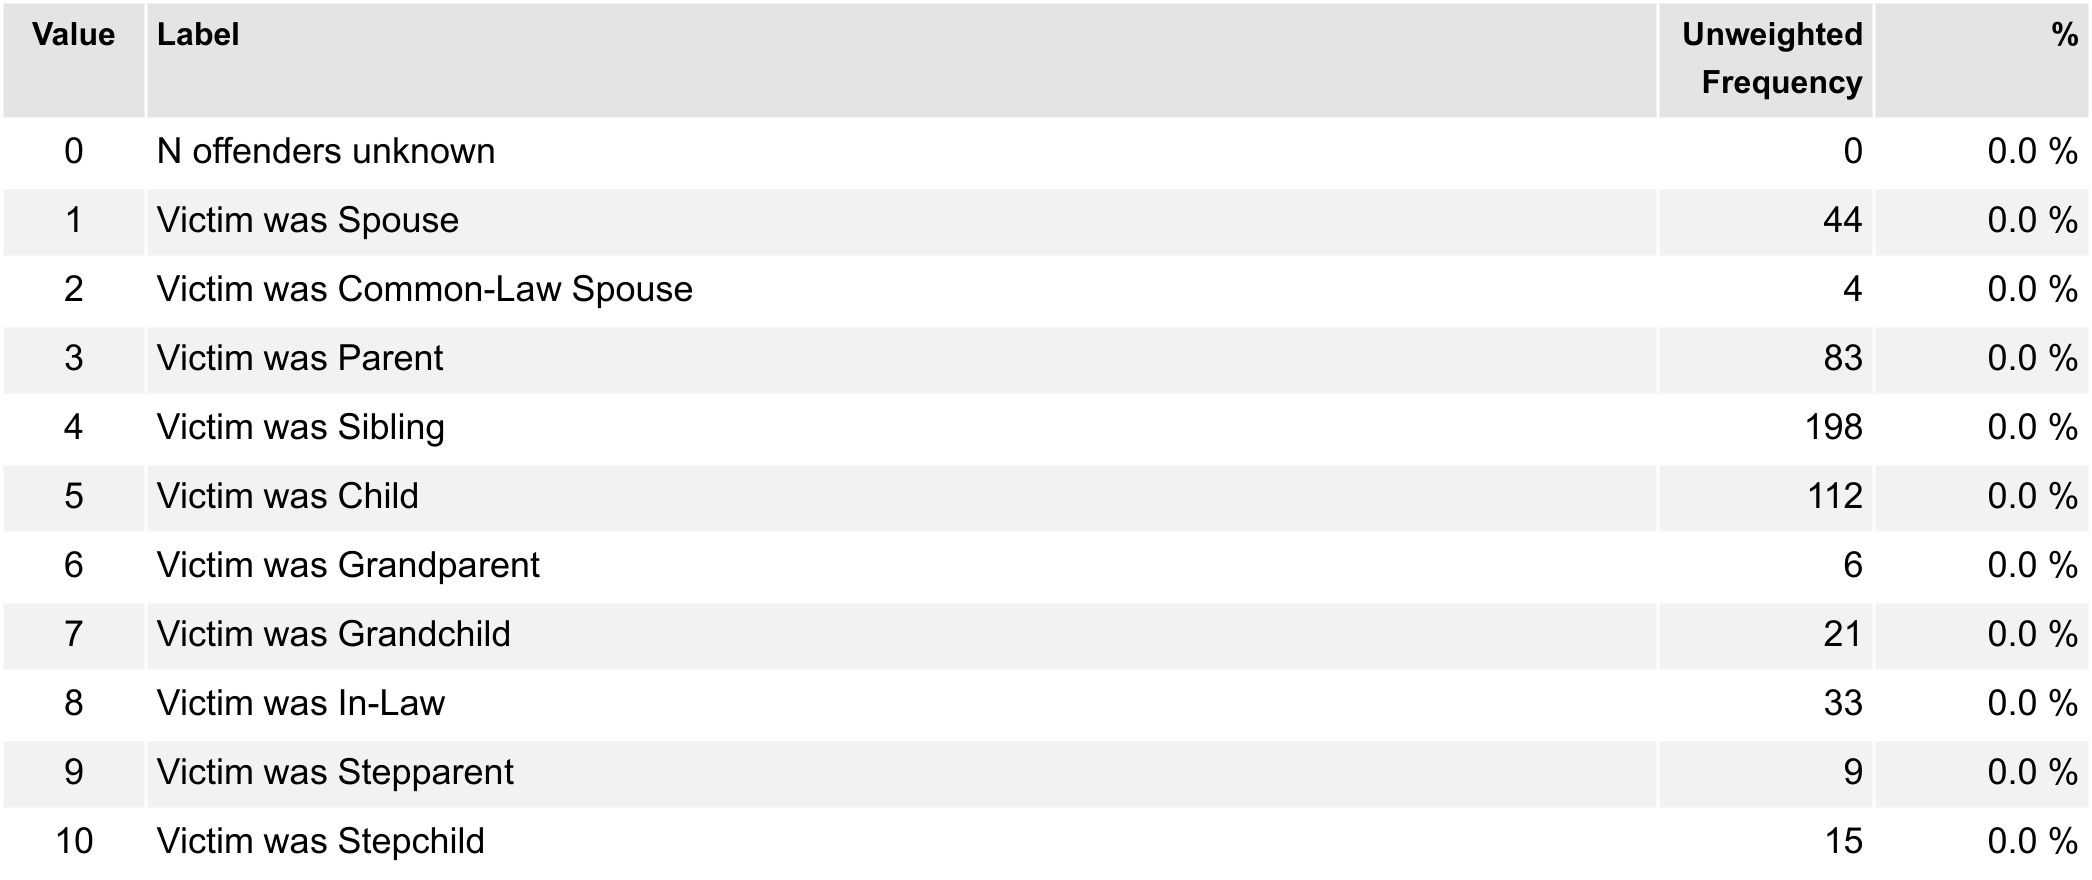 Value Label Unweighted Frequency %
0 N offenders unknown 0 0.0 %
1 Victim was Spouse 44 0.0 %
2 Victim was Common-Law Spouse 4 0.0 %
3 Victim was Parent 83 0.0 %
4 Victim was Sibling 198 0.0 %
5 Victim was Child 112 0.0 %
6 Victim was Grandparent 6 0.0 %
7 Victim was Grandchild 21 0.0 %
8 Victim was In-Law 33 0.0 %
9 Victim was Stepparent 9 0.0 %
10 Victim was Stepchild 15 0.0 %